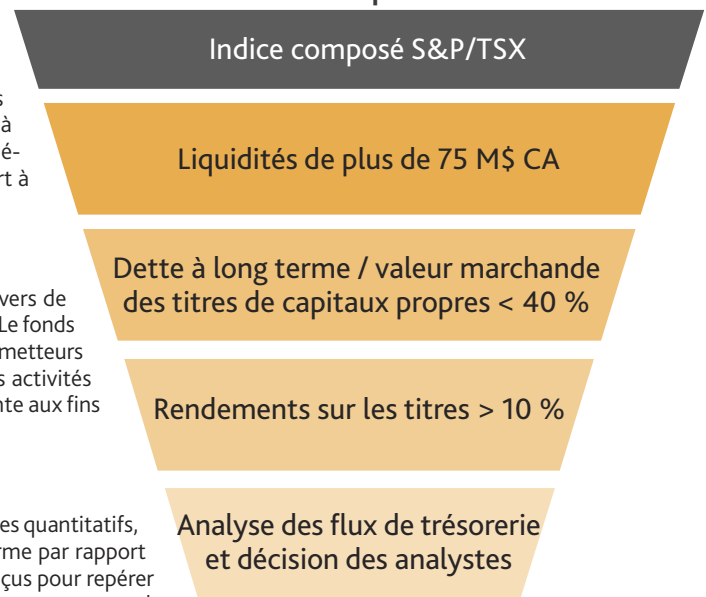 Indice composé S&P/TSX
à
é-
rt à
Liquidités de plus de 75 M$ CA
vers de
Le fonds
metteurs
s activités
nte aux fins
Dette à long terme / valeur marchande
des titres de capitaux propres < 40 %
Rendements sur les titres > 10 %
es quantitatifs,
rme par rapport
çus pour repérer
Analyse des flux de trésorerie
et décision des analystes